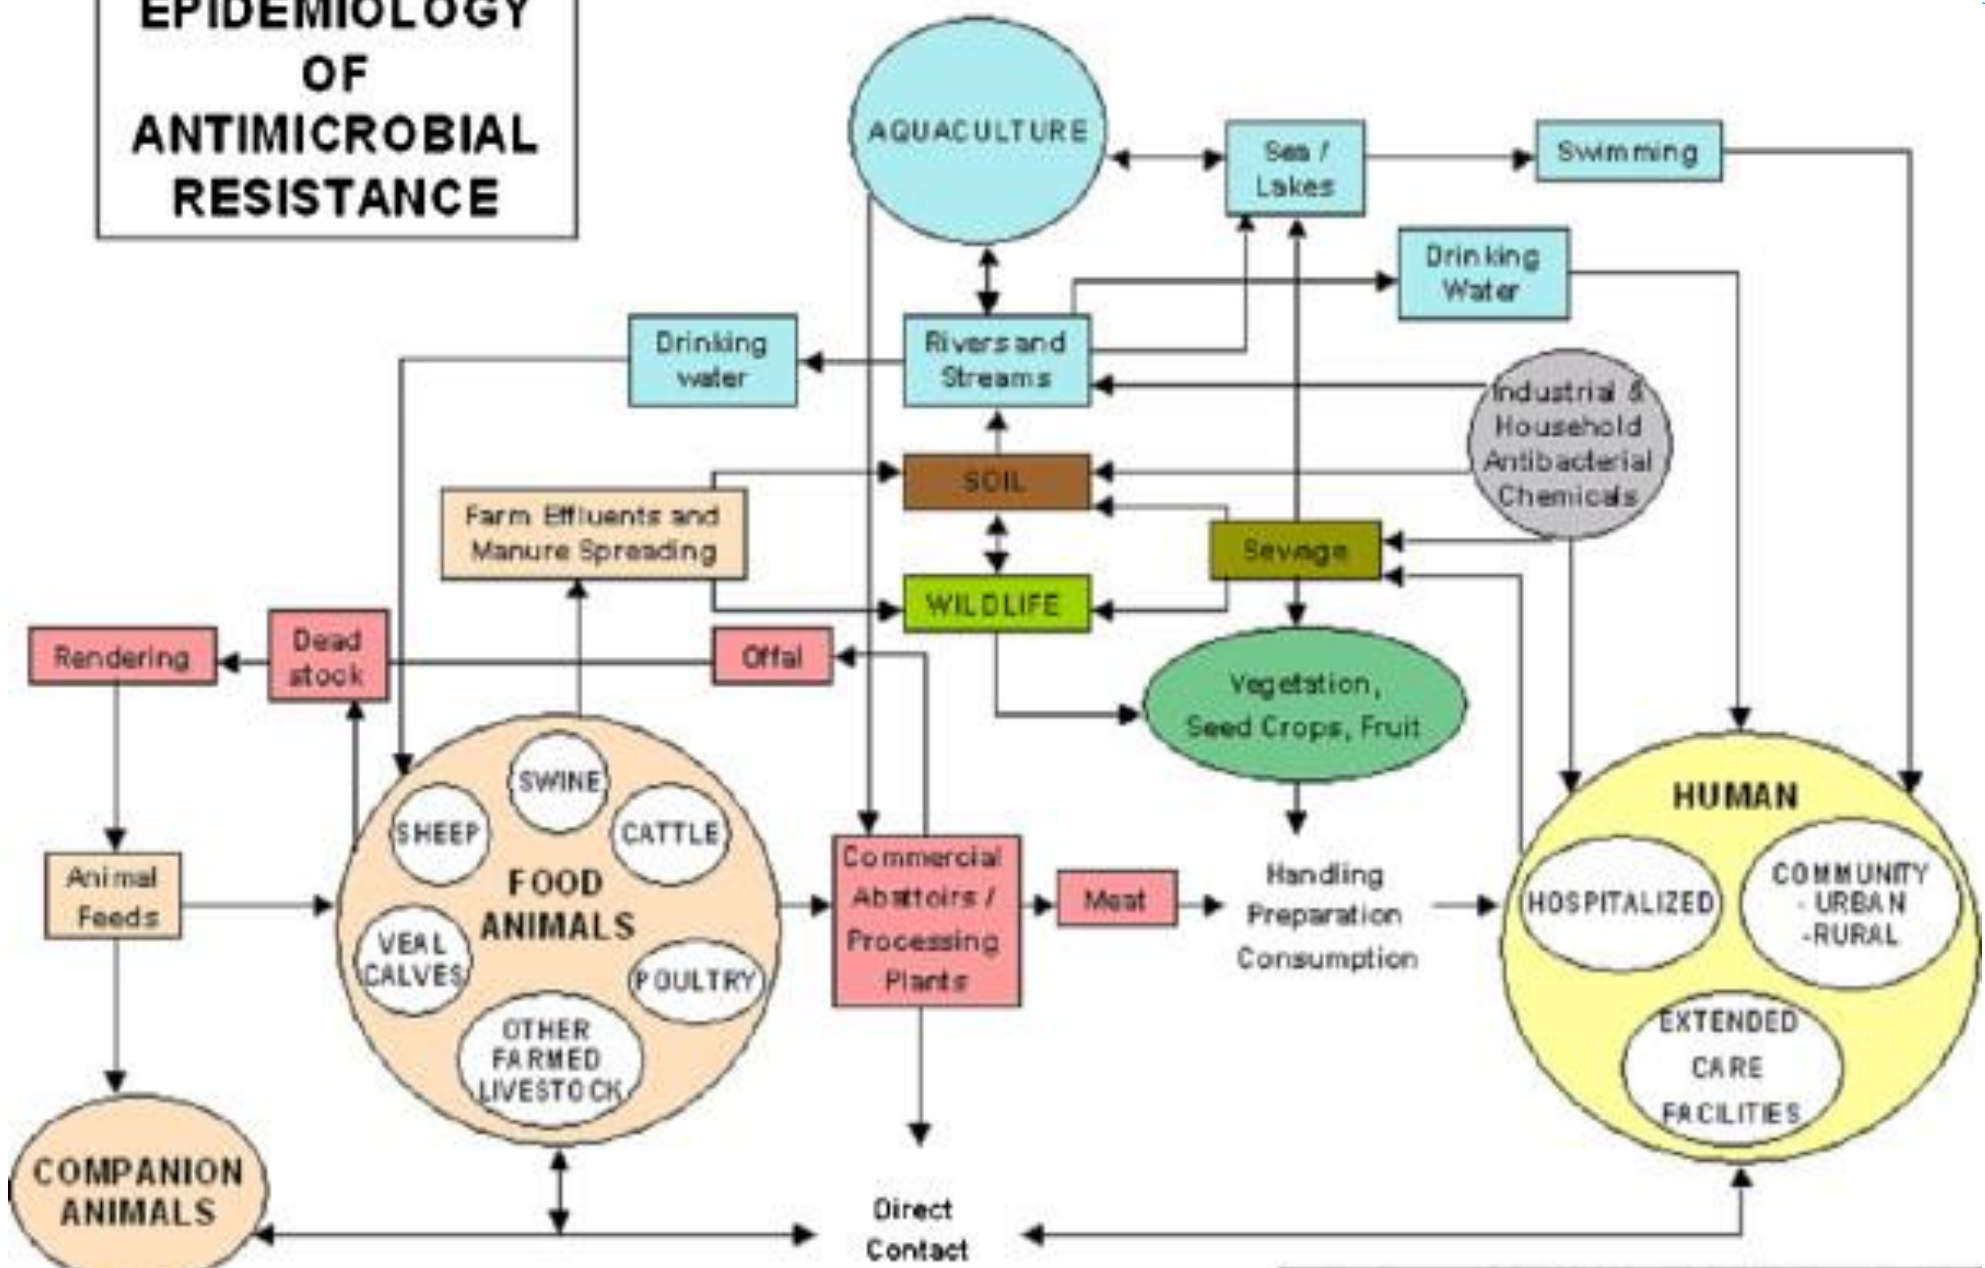 EPIDEMIOLOGY
OF
ANTIMICROBIAL
RESISTANCE
AQUACULTURE
Sea /
Lakes
Swimming
Drinking
Water
Drinking
water
Rivers and
Streams
Industrial &
Household
Antibacterial
Chemicals
SOIL
Farm Effluents and
Manure Spreading
Sewage
WILDLIFE
Rendering
Dead
stock
Offal
Vegetation,
Seed Crops, Fruit
SWINE
SHEEP
CATTLE
FOOD
ANIMALS
VEAL
CALVES
POULTRY
OTHER
FARMED
LIVESTOCK
Animal
Feeds
Commercial
Abattoirs /
Processing
Plants
Meat
Handling
Preparation
Consumption
HUMAN
HOSPITALIZED
COMMUNITY
- URBAN
-RURAL
EXTENDED
CARE
FACILITIES
COMPANION
ANIMALS
Direct
Contact